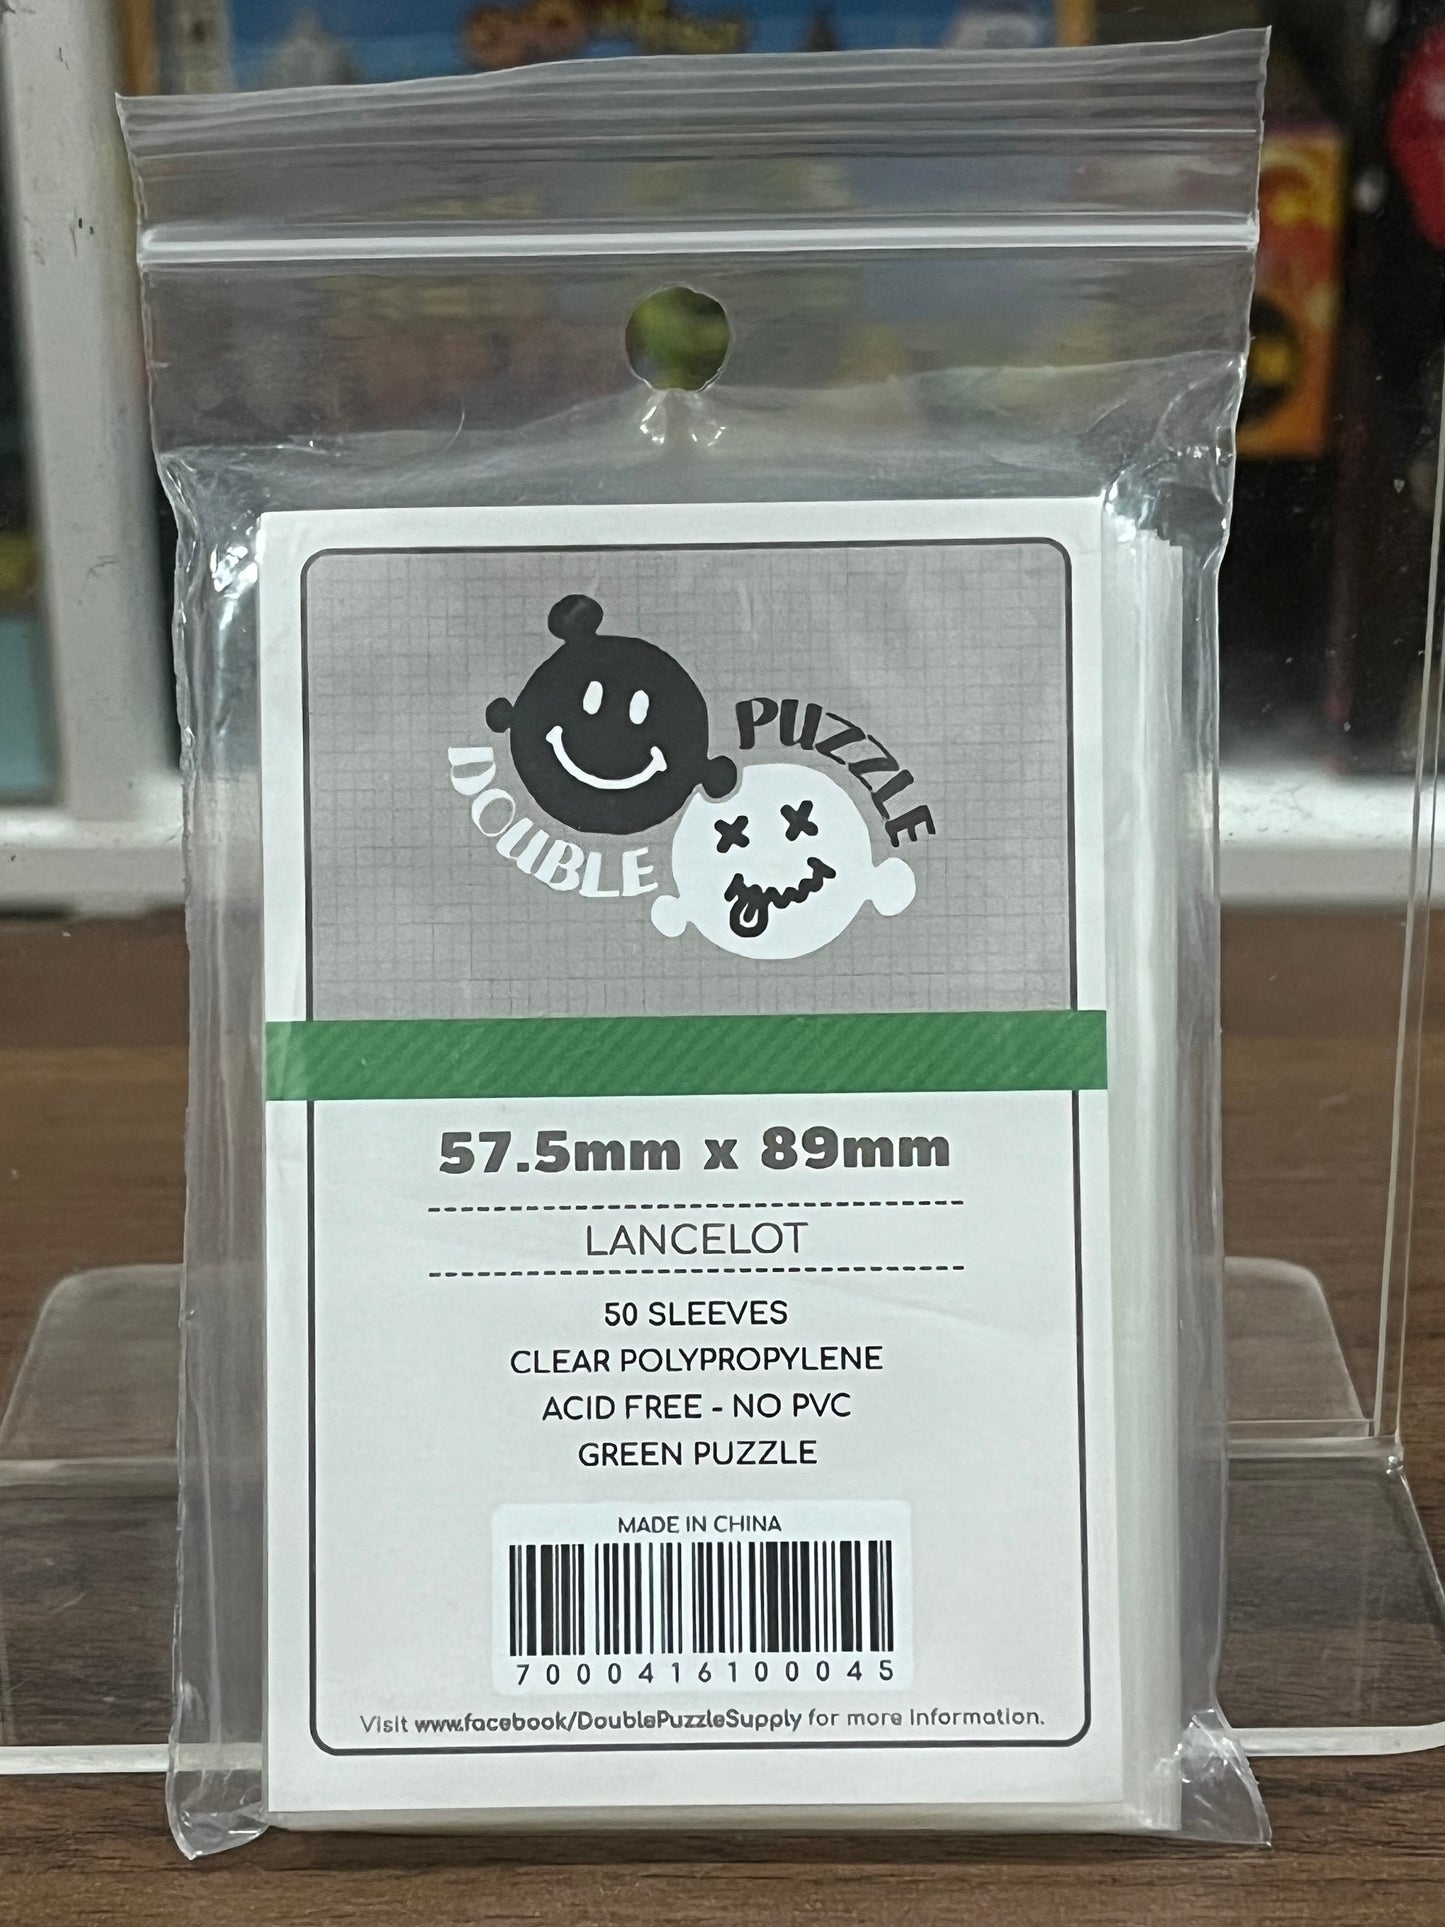 DOUBLE
PUZZLE
57.5mm x 89mm
LANCELOT
50 SLEEVES
CLEAR POLYPROPYLENE
ACID FREE - NO PVC
GREEN PUZZLE
MADE IN CHINA
7000416100045
Visit www.facebook/DoublePuzzleSupply for more information.